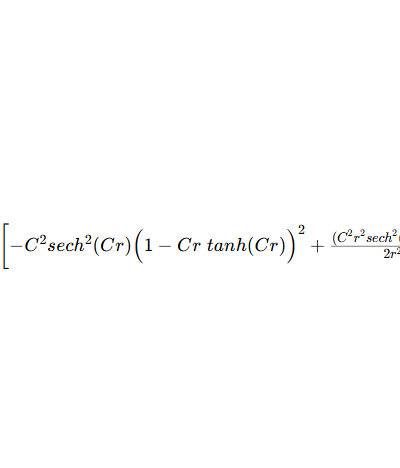 [−C²sech²(Cr)(1 − Cr tanh(Cr))² + (C²r²sech² / 2r²